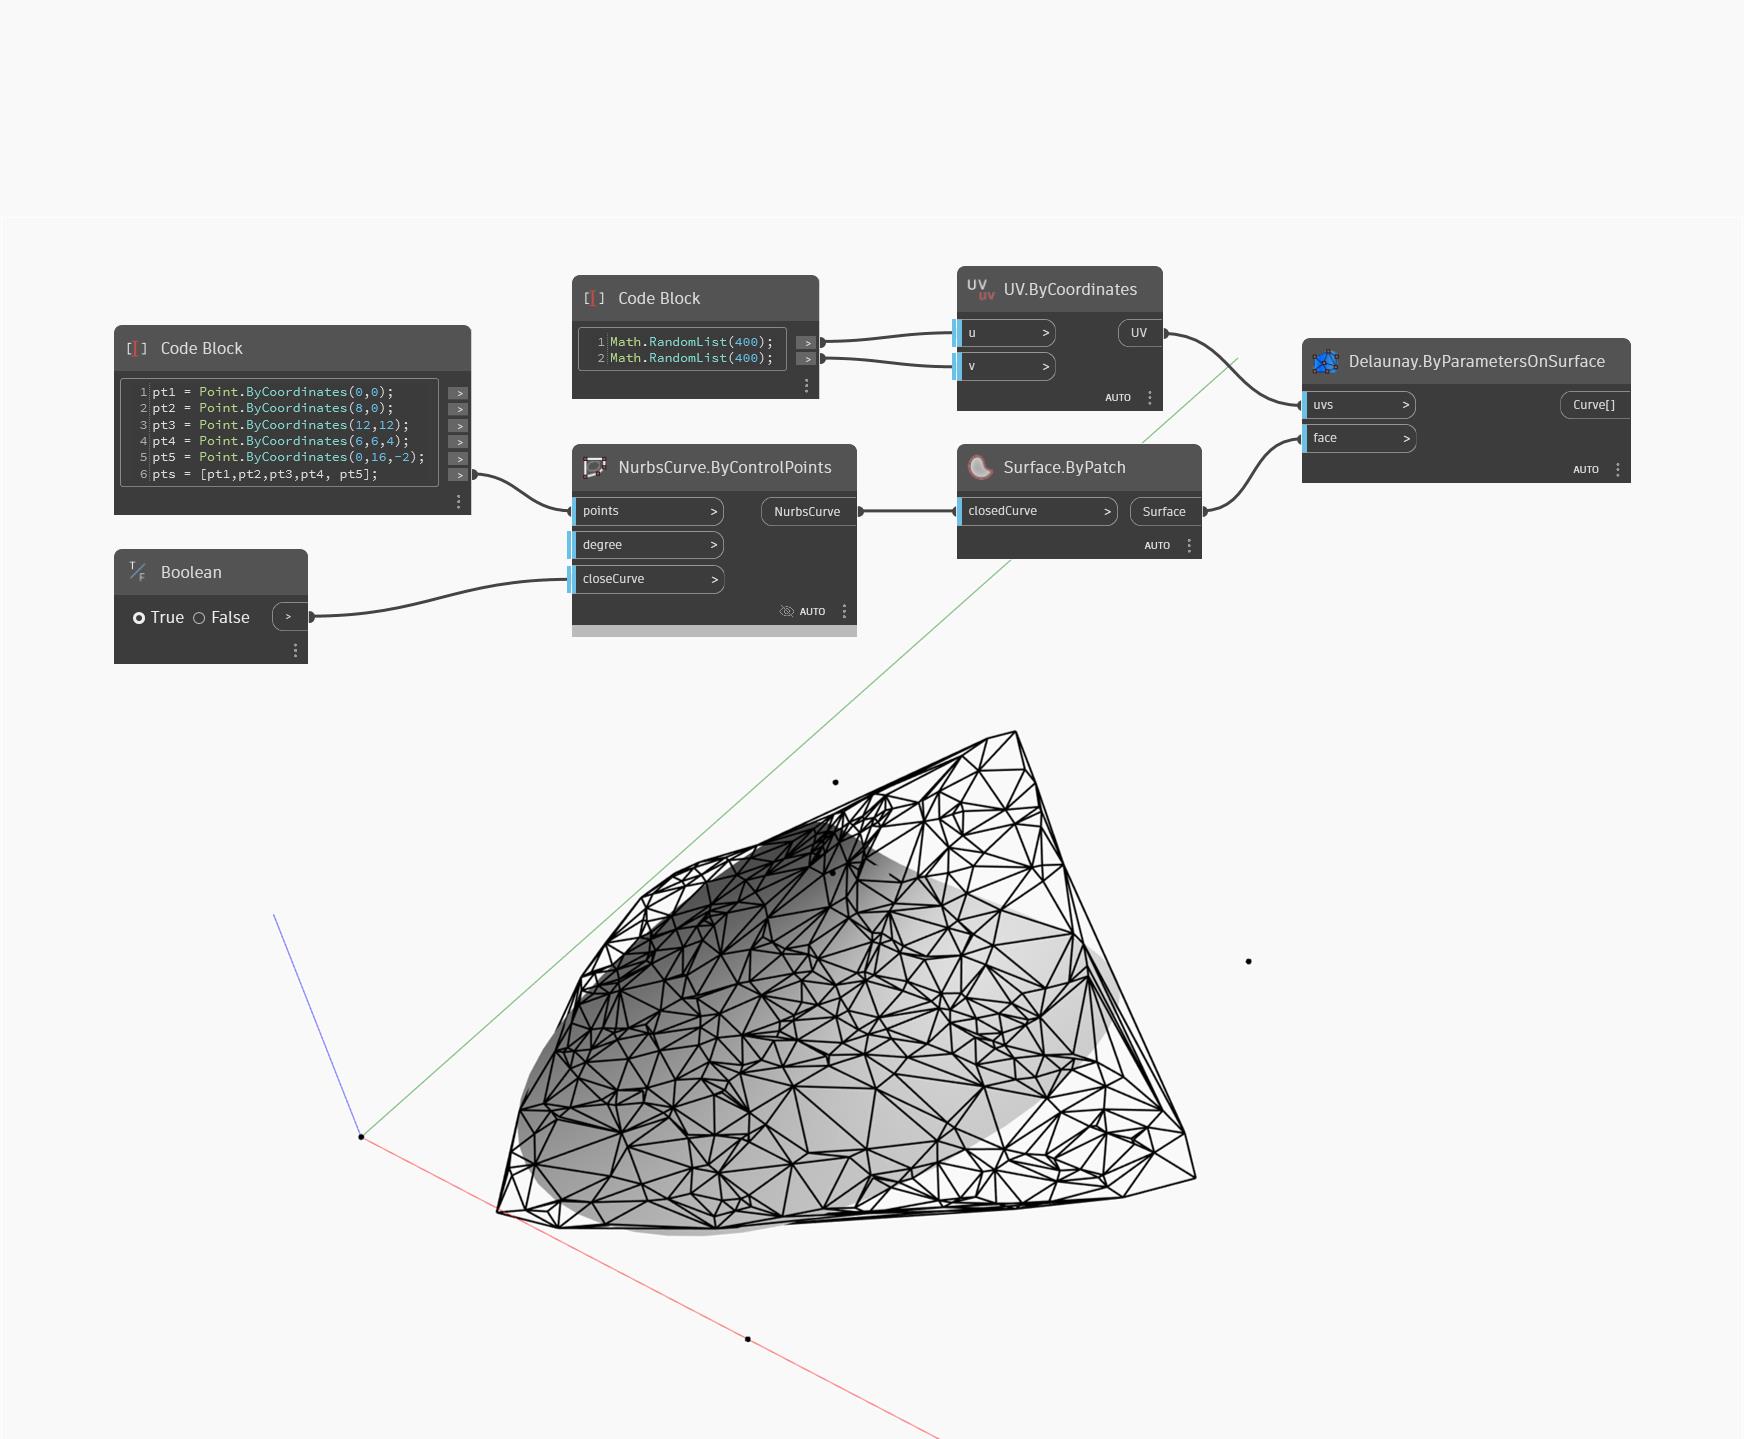 Code Block
1 pt1 = Point.ByCoordinates(0,0); >
2 pt2 = Point.ByCoordinates(8,0); >
3 pt3 = Point.ByCoordinates(12,12); >
4 pt4 = Point.ByCoordinates(6,6,4); >
5 pt5 = Point.ByCoordinates(0,16,-2); >
6 pts = [pt1,pt2,pt3,pt4, pt5]; >
T/F Boolean
True False >
Code Block
1 Math.RandomList(400); >
2 Math.RandomList(400); >
NurbsCurve.ByControlPoints
points > NurbsCurve
degree >
closeCurve >
AUTO
UV uv UV.ByCoordinates
u > UV
v >
AUTO
Surface.ByPatch
closedCurve > Surface
AUTO
Delaunay.ByParametersOnSurface
uvs > Curve[]
face >
AUTO